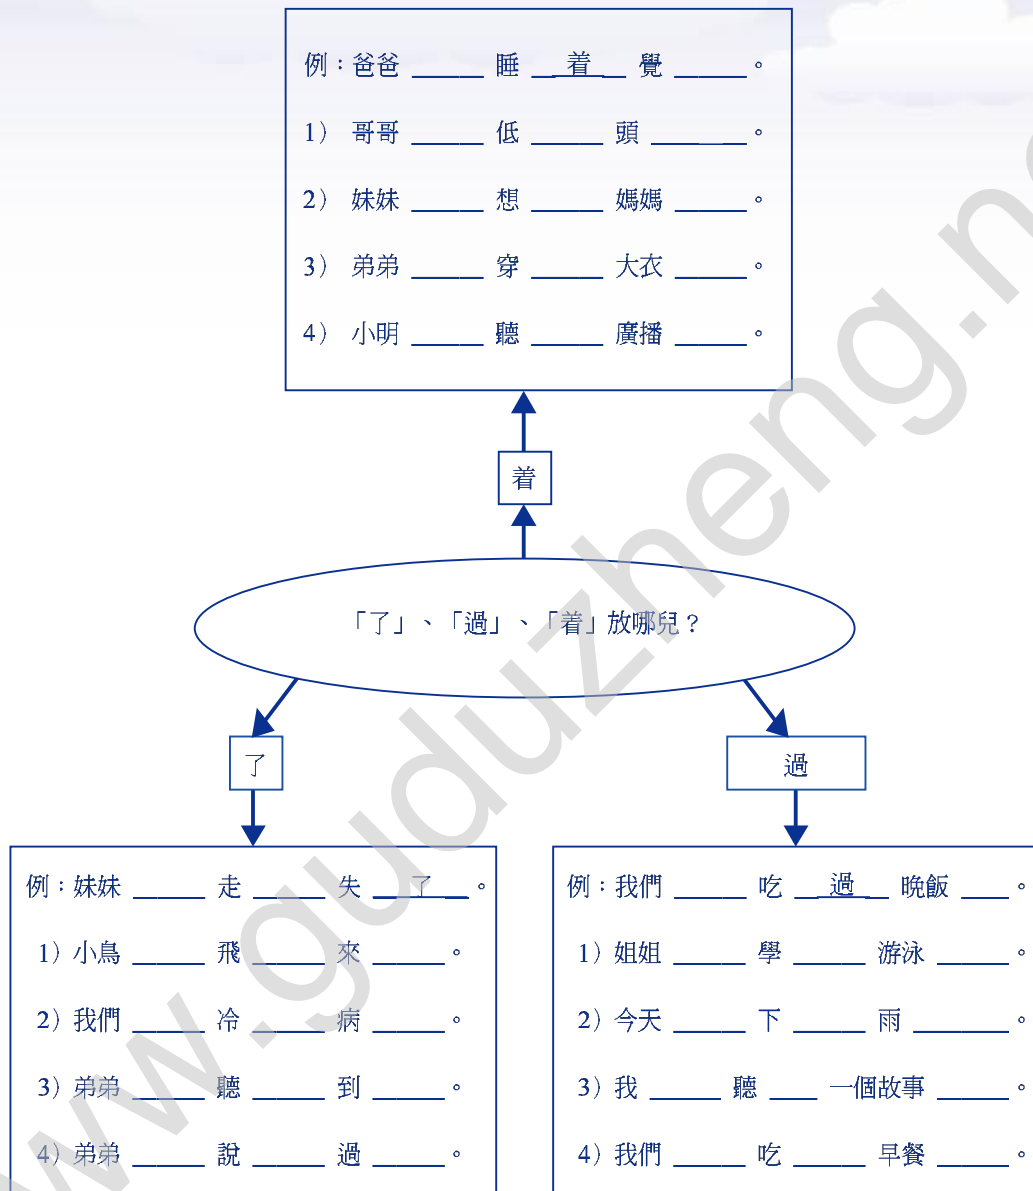 例：爸爸 ______ 睡 __着__ 覺 ______。
1） 哥哥 ______ 低 ______ 頭 ________。
2） 妹妹 ______ 想 ______ 媽媽 ______。
3） 弟弟 ______ 穿 ______ 大衣 ______。
4） 小明 ______ 聽 ______ 廣播 ______。
着
「了」、「過」、「着」放哪兒？
了
過
例：妹妹 ______ 走 ______ 失 __了__。
1）小鳥 ______ 飛 ______ 來 ______。
2）我們 ______ 冷 ______ 病 ______。
3）弟弟 ______ 聽 ______ 到 ______。
4）弟弟 ______ 說 ______ 過 ______。
例：我們 ______ 吃 __過__ 晚飯 ____。
1）姐姐 ______ 學 ______ 游泳 ______。
2）今天 ______ 下 ______ 雨 ________。
3）我 ______ 聽 ____ 一個故事 ______。
4）我們 ______ 吃 ______ 早餐 ______。